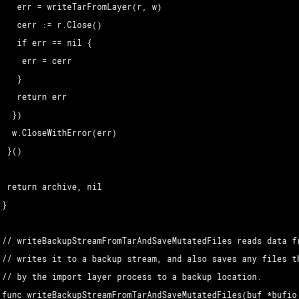 err = writeTarFromLayer(r, w)
cerr := r.Close()
if err == nil {
err = cerr
}
return err
})
w.CloseWithError(err)
}()
return archive, nil
}
// writeBackupStreamFromTarAndSaveMutatedFiles reads data
// writes it to a backup stream, and also saves any files
// by the import layer process to a backup location.
func writeBackupStreamFromTarAndSaveMutatedFiles(buf *bufio